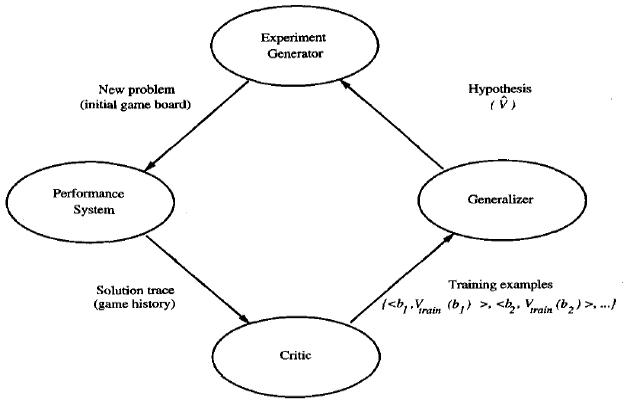 Experiment
Generator
New problem
(initial game board)
Hypothesis
( V̂ )
Performance
System
Generalizer
Solution trace
(game history)
Training examples
{<b₁, Vtrain (b₁) >, <b₂, Vtrain (b₂) >, ...}
Critic